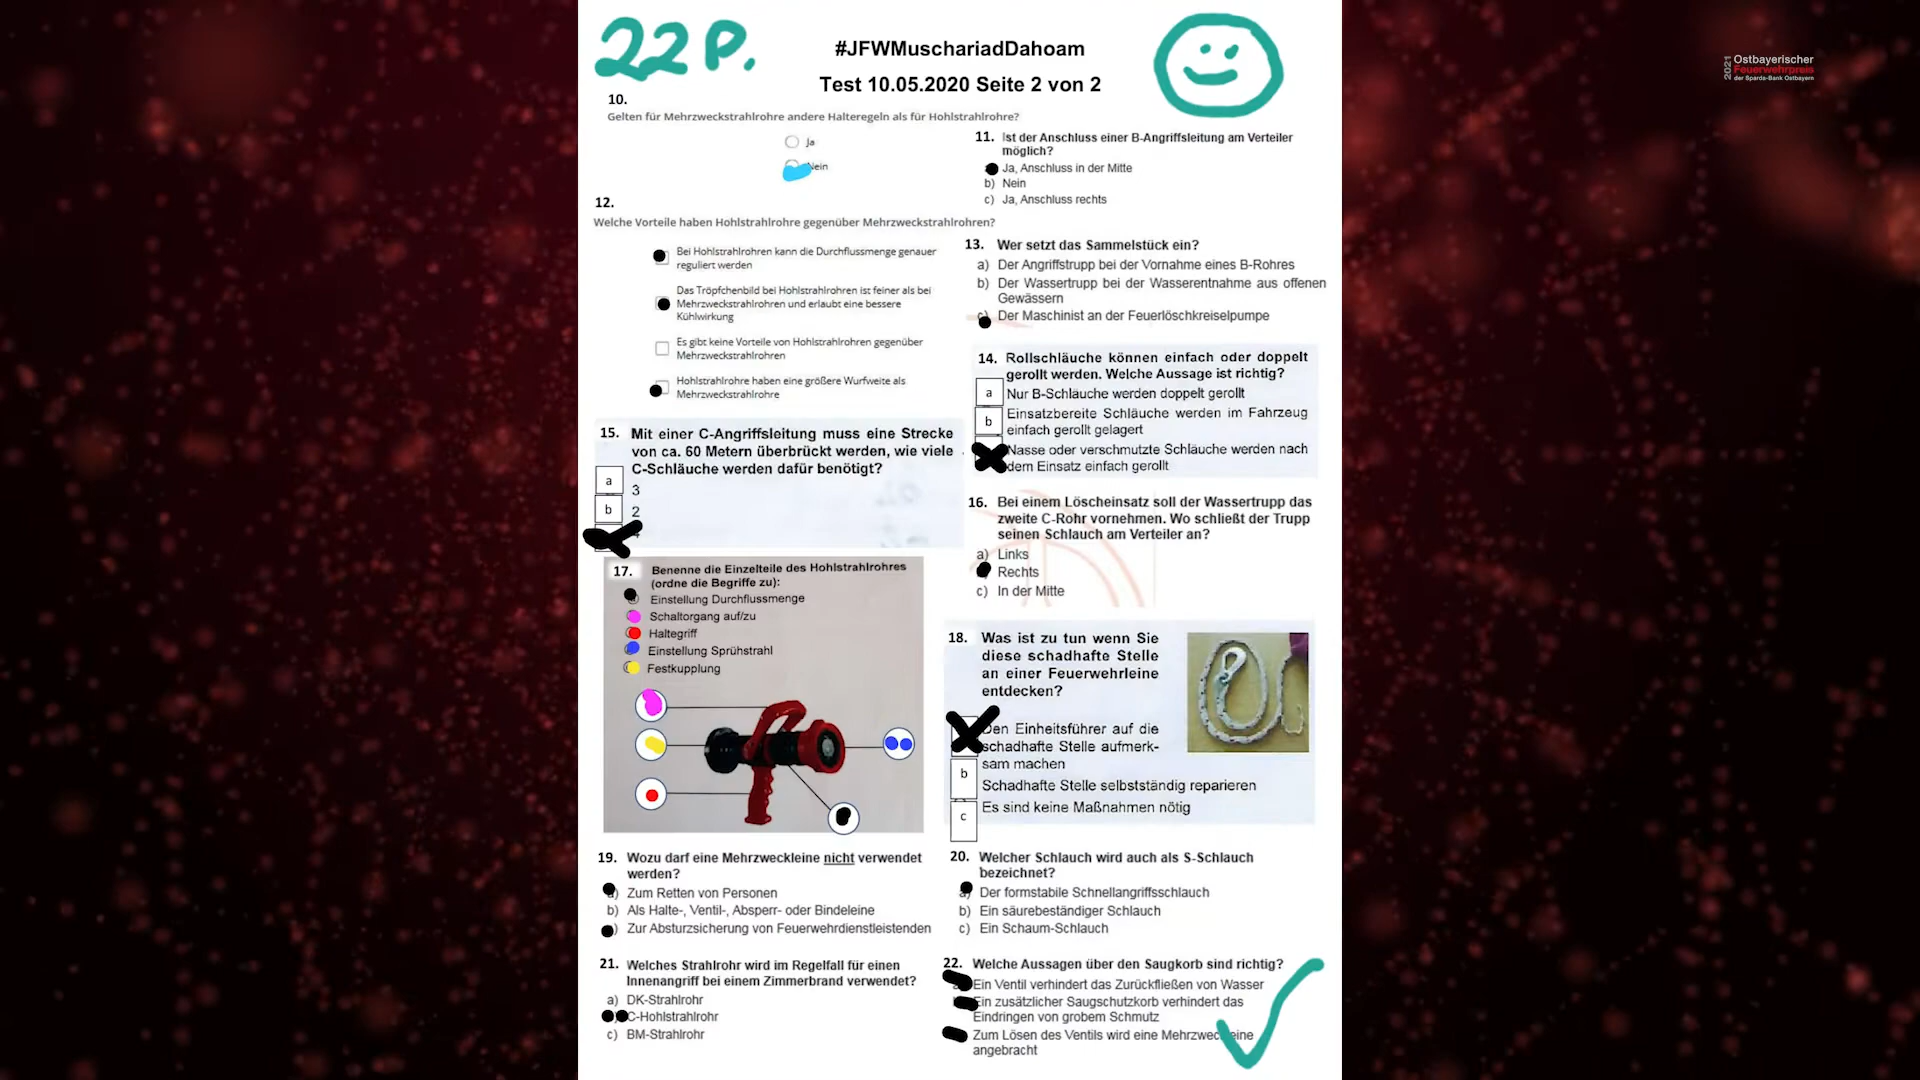 22 P.
#JFWMuschariadDahoam
Test 10.05.2020 Seite 2 von 2
2021
Ostbayerischer
Feuerwehrpreis
der Sparda-Bank Ostbayern
10.
Gelten für Mehrzweckstrahlrohre andere Halteregeln als für Hohlstrahlrohre?
Ja
Nein
11. Ist der Anschluss einer B-Angriffsleitung am Verteiler
möglich?
Ja, Anschluss in der Mitte
b) Nein
c) Ja, Anschluss rechts
12.
Welche Vorteile haben Hohlstrahlrohre gegenüber Mehrzweckstrahlrohren?
Bei Hohlstrahlrohren kann die Durchflussmenge genauer
reguliert werden
Das Tröpfchenbild bei Hohlstrahlrohren ist feiner als bei
Mehrzweckstrahlrohren und erlaubt eine bessere
Kühlwirkung
Es gibt keine Vorteile von Hohlstrahlrohren gegenüber
Mehrzweckstrahlrohren
Hohlstrahlrohre haben eine größere Wurfweite als
Mehrzweckstrahlrohre
13. Wer setzt das Sammelstück ein?
a) Der Angriffstrupp bei der Vornahme eines B-Rohres
b) Der Wassertrupp bei der Wasserentnahme aus offenen
Gewässern
c) Der Maschinist an der Feuerlöschkreiselpumpe
14. Rollschläuche können einfach oder doppelt
gerollt werden. Welche Aussage ist richtig?
a Nur B-Schläuche werden doppelt gerollt
b Einsatzbereite Schläuche werden im Fahrzeug
einfach gerollt gelagert
Nasse oder verschmutzte Schläuche werden nach
dem Einsatz einfach gerollt
15. Mit einer C-Angriffsleitung muss eine Strecke
von ca. 60 Metern überbrückt werden, wie viele
C-Schläuche werden dafür benötigt?
a 3
b 2
16. Bei einem Löscheinsatz soll der Wassertrupp das
zweite C-Rohr vornehmen. Wo schließt der Trupp
seinen Schlauch am Verteiler an?
a) Links
Rechts
c) In der Mitte
17. Benenne die Einzelteile des Hohlstrahlrohres
(ordne die Begriffe zu):
Einstellung Durchflussmenge
Schaltorgang auf/zu
Haltegriff
Einstellung Sprühstrahl
Festkupplung
18. Was ist zu tun wenn Sie
diese schadhafte Stelle
an einer Feuerwehrleine
entdecken?
Den Einheitsführer auf die
schadhafte Stelle aufmerk-
sam machen
b Schadhafte Stelle selbstständig reparieren
c Es sind keine Maßnahmen nötig
19. Wozu darf eine Mehrzweckleine nicht verwendet
werden?
a) Zum Retten von Personen
b) Als Halte-, Ventil-, Absperr- oder Bindeleine
) Zur Absturzsicherung von Feuerwehrdienstleistenden
20. Welcher Schlauch wird auch als S-Schlauch
bezeichnet?
a) Der formstabile Schnellangriffsschlauch
b) Ein säurebeständiger Schlauch
c) Ein Schaum-Schlauch
21. Welches Strahlrohr wird im Regelfall für einen
Innenangriff bei einem Zimmerbrand verwendet?
a) DK-Strahlrohr
C-Hohlstrahlrohr
c) BM-Strahlrohr
22. Welche Aussagen über den Saugkorb sind richtig?
Ein Ventil verhindert das Zurückfließen von Wasser
Ein zusätzlicher Saugschutzkorb verhindert das
Eindringen von grobem Schmutz
Zum Lösen des Ventils wird eine Mehrzweckleine
angebracht